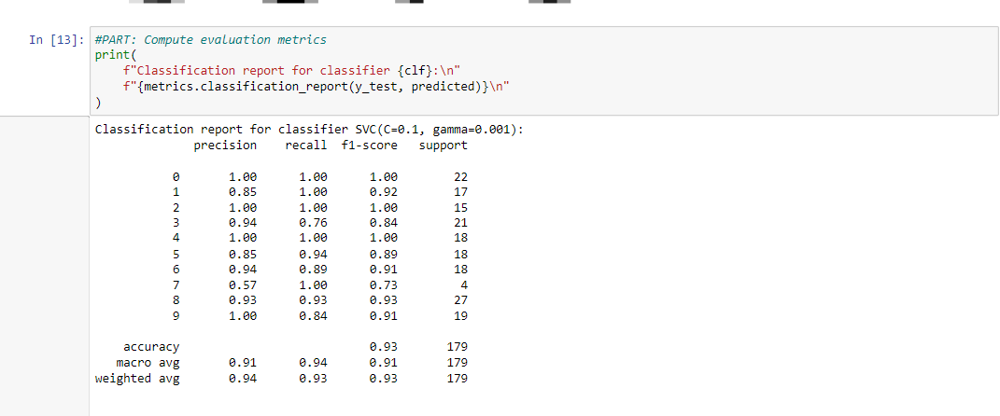 In [13]: #PART: Compute evaluation metrics
print(
    f"Classification report for classifier {clf}:\n"
    f"{metrics.classification_report(y_test, predicted)}\n"
)
Classification report for classifier SVC(C=0.1, gamma=0.001):
              precision    recall  f1-score   support

           0       1.00      1.00      1.00        22
           1       0.85      1.00      0.92        17
           2       1.00      1.00      1.00        15
           3       0.94      0.76      0.84        21
           4       1.00      1.00      1.00        18
           5       0.85      0.94      0.89        18
           6       0.94      0.89      0.91        18
           7       0.57      1.00      0.73         4
           8       0.93      0.93      0.93        27
           9       1.00      0.84      0.91        19

    accuracy                           0.93       179
   macro avg       0.91      0.94      0.91       179
weighted avg       0.94      0.93      0.93       179